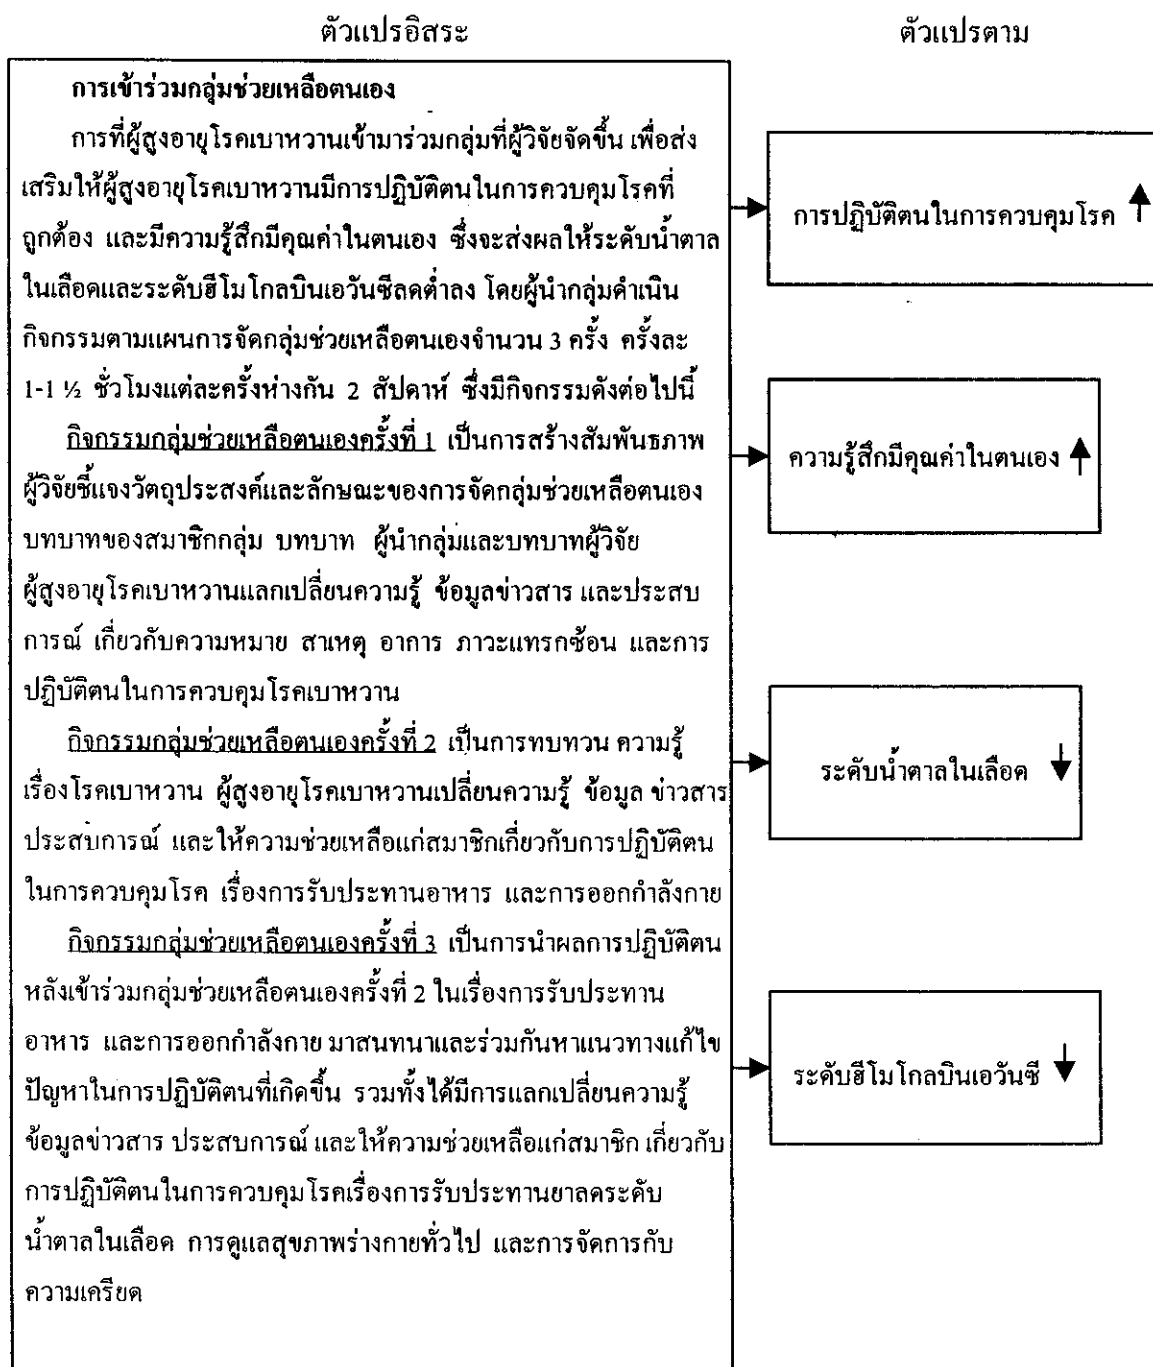 ตัวแปรอิสระ
ตัวแปรตาม
การเข้าร่วมกลุ่มช่วยเหลือตนเอง
การที่ผู้สูงอายุโรคเบาหวานเข้ามาร่วมกลุ่มที่ผู้วิจัยจัดขึ้น เพื่อส่ง
เสริมให้ผู้สูงอายุโรคเบาหวานมีการปฏิบัติตนในการควบคุมโรคที่
ถูกต้อง และมีความรู้สึกมีคุณค่าในตนเอง ซึ่งจะส่งผลให้ระดับน้ำตาล
ในเลือดและระดับฮีโมโกลบินเอวันซีลดต่ำลง โดยผู้นำกลุ่มดำเนิน
กิจกรรมตามแผนการจัดกลุ่มช่วยเหลือตนเองจำนวน 3 ครั้ง ครั้งละ
1-1 ½ ชั่วโมงแต่ละครั้งห่างกัน 2 สัปดาห์ ซึ่งมีกิจกรรมดังต่อไปนี้
กิจกรรมกลุ่มช่วยเหลือตนเองครั้งที่ 1 เป็นการสร้างสัมพันธภาพ
ผู้วิจัยชี้แจงวัตถุประสงค์และลักษณะของการจัดกลุ่มช่วยเหลือตนเอง
บทบาทของสมาชิกกลุ่ม บทบาท ผู้นำกลุ่มและบทบาทผู้วิจัย
ผู้สูงอายุโรคเบาหวานแลกเปลี่ยนความรู้ ข้อมูลข่าวสาร และประสบ
การณ์ เกี่ยวกับความหมาย สาเหตุ อาการ ภาวะแทรกซ้อน และการ
ปฏิบัติตนในการควบคุมโรคเบาหวาน
กิจกรรมกลุ่มช่วยเหลือตนเองครั้งที่ 2 เป็นการทบทวน ความรู้
เรื่องโรคเบาหวาน ผู้สูงอายุโรคเบาหวานเปลี่ยนความรู้ ข้อมูล ข่าวสาร
ประสบการณ์ และให้ความช่วยเหลือแก่สมาชิกเกี่ยวกับการปฏิบัติตน
ในการควบคุมโรค เรื่องการรับประทานอาหาร และการออกกำลังกาย
กิจกรรมกลุ่มช่วยเหลือตนเองครั้งที่ 3 เป็นการนำผลการปฏิบัติตน
หลังเข้าร่วมกลุ่มช่วยเหลือตนเองครั้งที่ 2 ในเรื่องการรับประทาน
อาหาร และการออกกำลังกาย มาสนทนาและร่วมกันหาแนวทางแก้ไข
ปัญหาในการปฏิบัติตนที่เกิดขึ้น รวมทั้งได้มีการแลกเปลี่ยนความรู้
ข้อมูลข่าวสาร ประสบการณ์ และให้ความช่วยเหลือแก่สมาชิก เกี่ยวกับ
การปฏิบัติตนในการควบคุมโรคเรื่องการรับประทานยาลดระดับ
น้ำตาลในเลือด การดูแลสุขภาพร่างกายทั่วไป และการจัดการกับ
ความเครียด
การปฏิบัติตนในการควบคุมโรค
ความรู้สึกมีคุณค่าในตนเอง
ระดับน้ำตาลในเลือด
ระดับฮีโมโกลบินเอวันซี